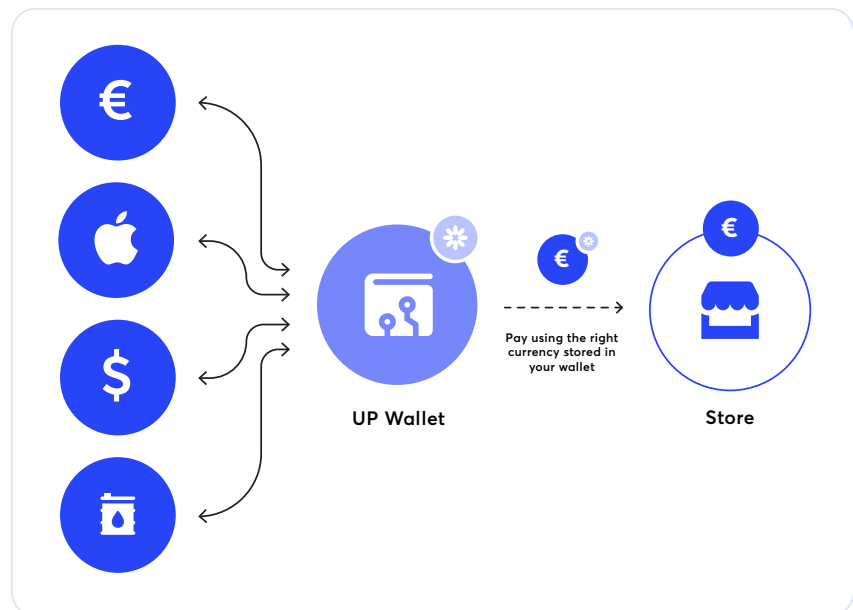 €
$
€
€
Pay using the right
currency stored in
your wallet
UP Wallet
Store